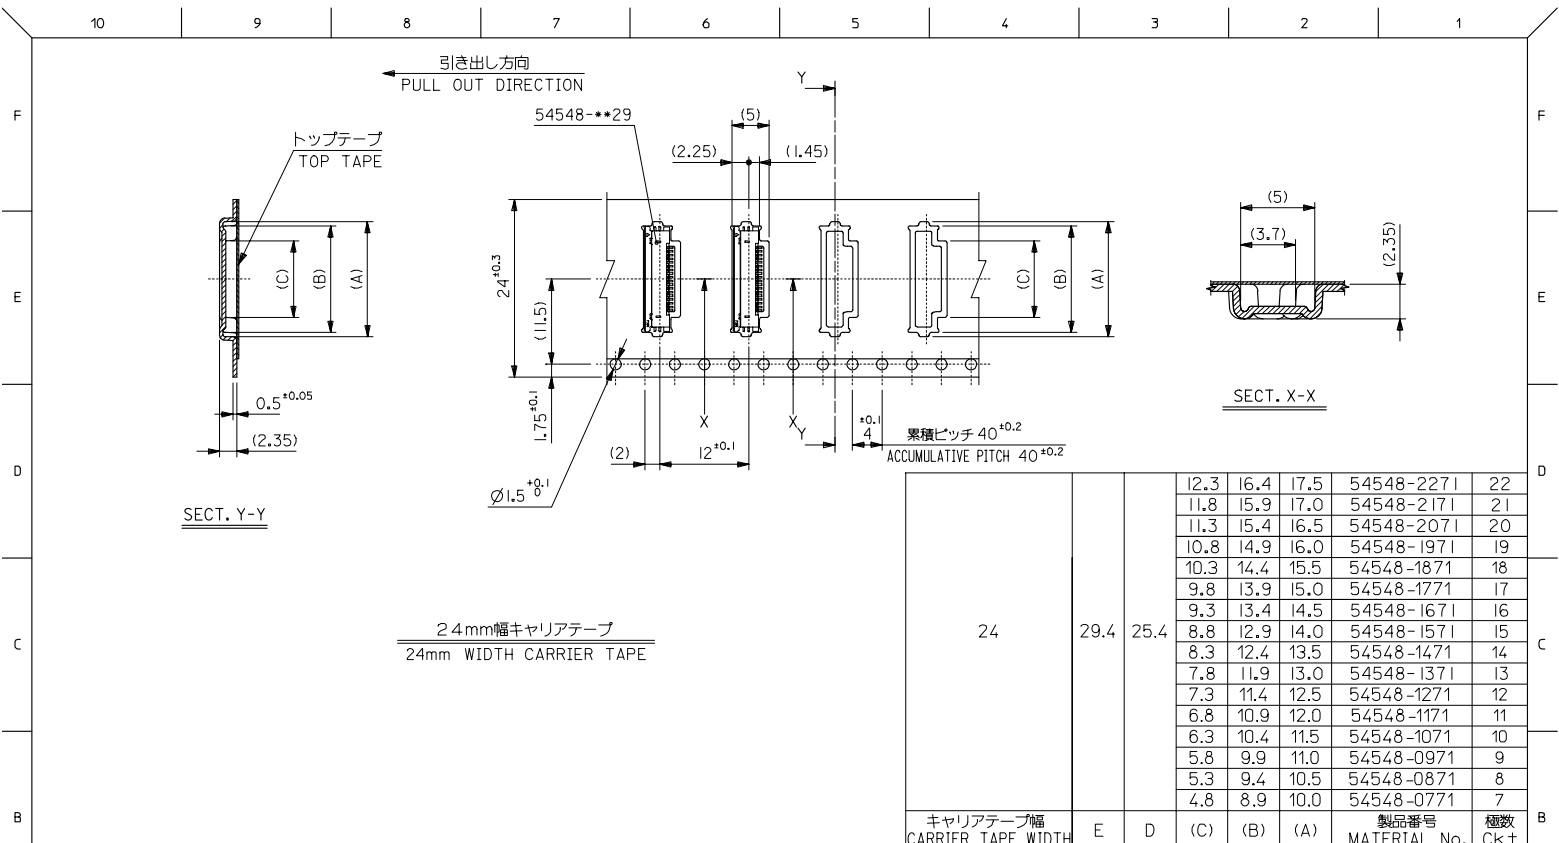 10 9 8 7 6 5 4 3 2 1
F
E
D
C
B
F
E
D
C
B
引き出し方向
PULL OUT DIRECTION
トップテープ
TOP TAPE
(C)
(B)
(A)
0.5±0.05
(2.35)
SECT. Y-Y
54548-**29
(5)
(2.25)
(1.45)
Y
24±0.3
(11.5)
1.75±0.1
Ø1.5 +0.1 0
(2)
12±0.1
X
X
Y
4±0.1
累積ピッチ 40±0.2
ACCUMULATIVE PITCH 40±0.2
(C)
(B)
(A)
(5)
(3.7)
(2.35)
SECT. X-X
24mm幅キャリアテープ
24mm WIDTH CARRIER TAPE
24 29.4 25.4
12.3 16.4 17.5 54548-2271 22
11.8 15.9 17.0 54548-2171 21
11.3 15.4 16.5 54548-2071 20
10.8 14.9 16.0 54548-1971 19
10.3 14.4 15.5 54548-1871 18
9.8 13.9 15.0 54548-1771 17
9.3 13.4 14.5 54548-1671 16
8.8 12.9 14.0 54548-1571 15
8.3 12.4 13.5 54548-1471 14
7.8 11.9 13.0 54548-1371 13
7.3 11.4 12.5 54548-1271 12
6.8 10.9 12.0 54548-1171 11
6.3 10.4 11.5 54548-1071 10
5.8 9.9 11.0 54548-0971 9
5.3 9.4 10.5 54548-0871 8
4.8 8.9 10.0 54548-0771 7
キャリアテープ幅
CARRIER TAPE WIDTH
E D (C) (B) (A)
製品番号
MATERIAL No.
極数
Ckt